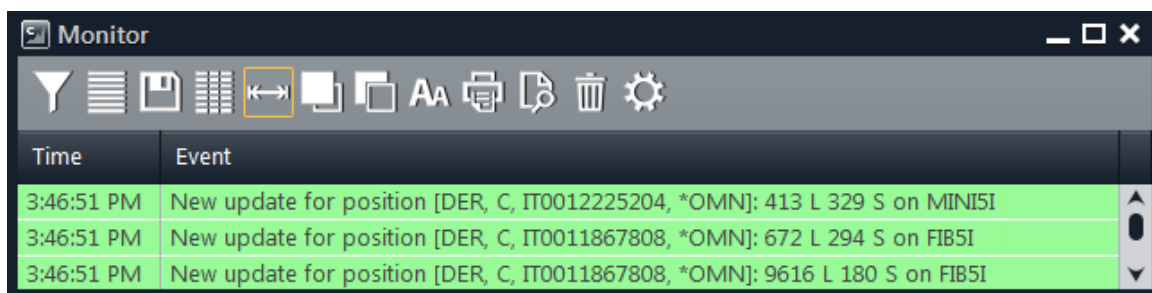 Monitor
AA
Time Event
3:46:51 PM New update for position [DER, C, IT0012225204, *OMN]: 413 L 329 S on MINI5I
3:46:51 PM New update for position [DER, C, IT0011867808, *OMN]: 672 L 294 S on FIB5I
3:46:51 PM New update for position [DER, C, IT0011867808, *OMN]: 9616 L 180 S on FIB5I